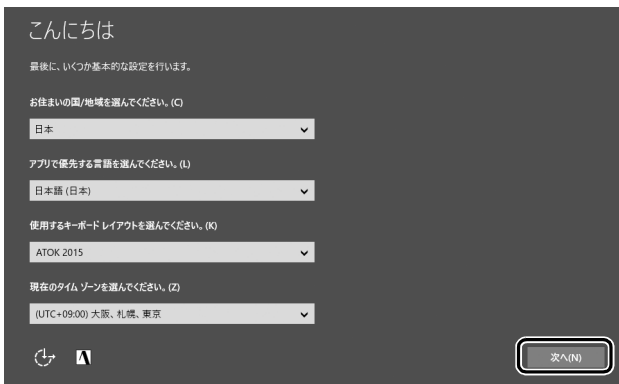 こんにちは
最後に、いくつか基本的な設定を行います。
お住まいの国/地域を選んでください。(C)
日本
アプリで優先する言語を選んでください。(L)
日本語 (日本)
使用するキーボード レイアウトを選んでください。(K)
ATOK 2015
現在のタイム ゾーンを選んでください。(Z)
(UTC+09:00) 大阪、札幌、東京
次へ(N)